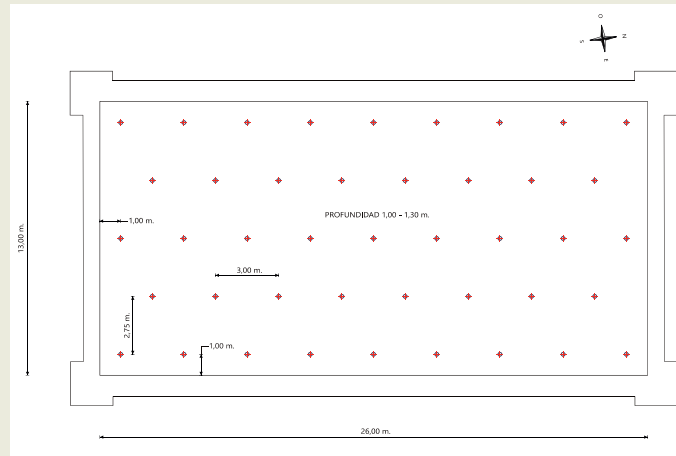 O
S
N
E
PROFUNDIDAD 1,00 - 1,30 m.
1,00 m.
13,00 m.
3,00 m.
2,75 m.
1,00 m.
26,00 m.